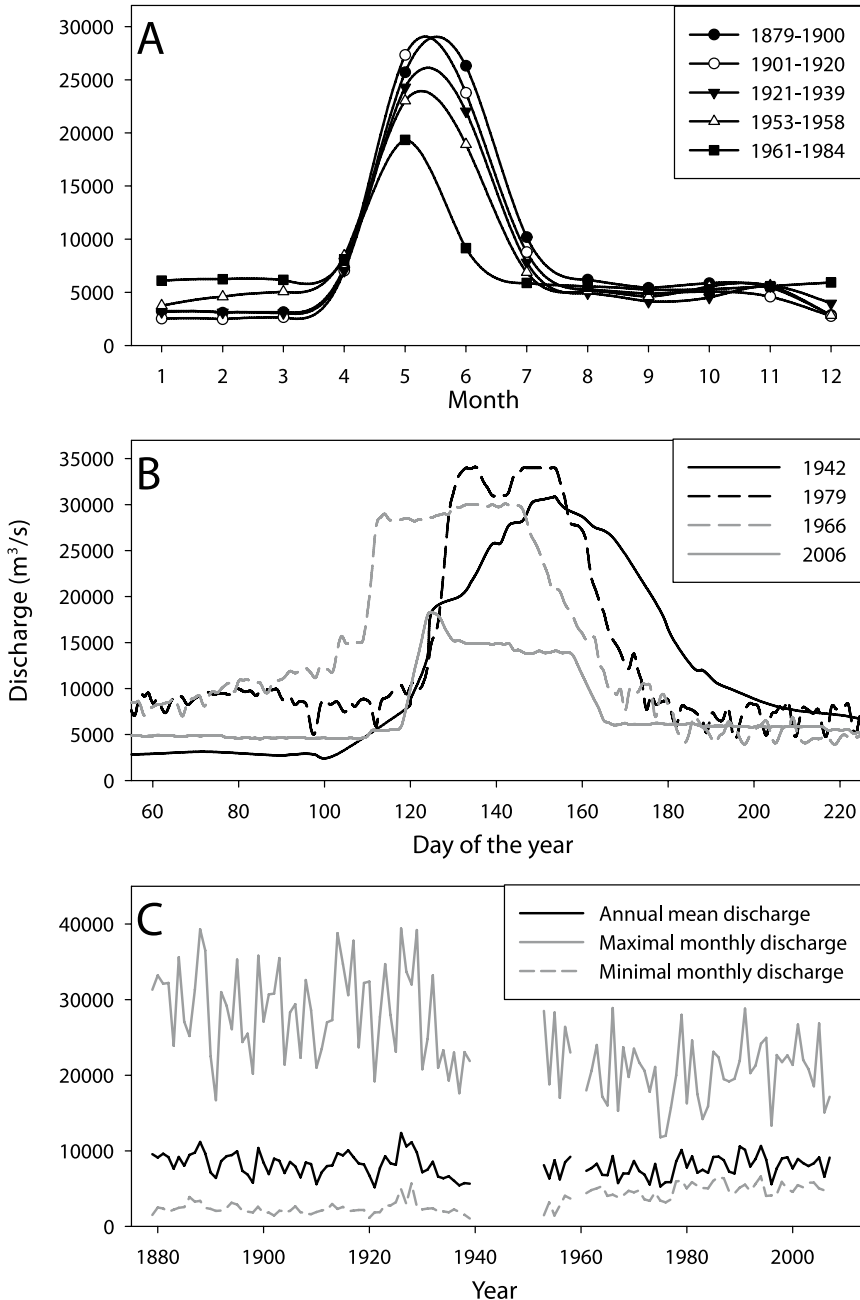 A
30000
25000
20000
15000
10000
5000
0
1879-1900
1901-1920
1921-1939
1953-1958
1961-1984
1 2 3 4 5 6 7 8 9 10 11 12
Month
B
35000
30000
25000
20000
15000
10000
5000
0
1942
1979
1966
2006
Discharge (m³/s)
60 80 100 120 140 160 180 200 220
Day of the year
C
40000
30000
20000
10000
0
Annual mean discharge
Maximal monthly discharge
Minimal monthly discharge
1880 1900 1920 1940 1960 1980 2000
Year